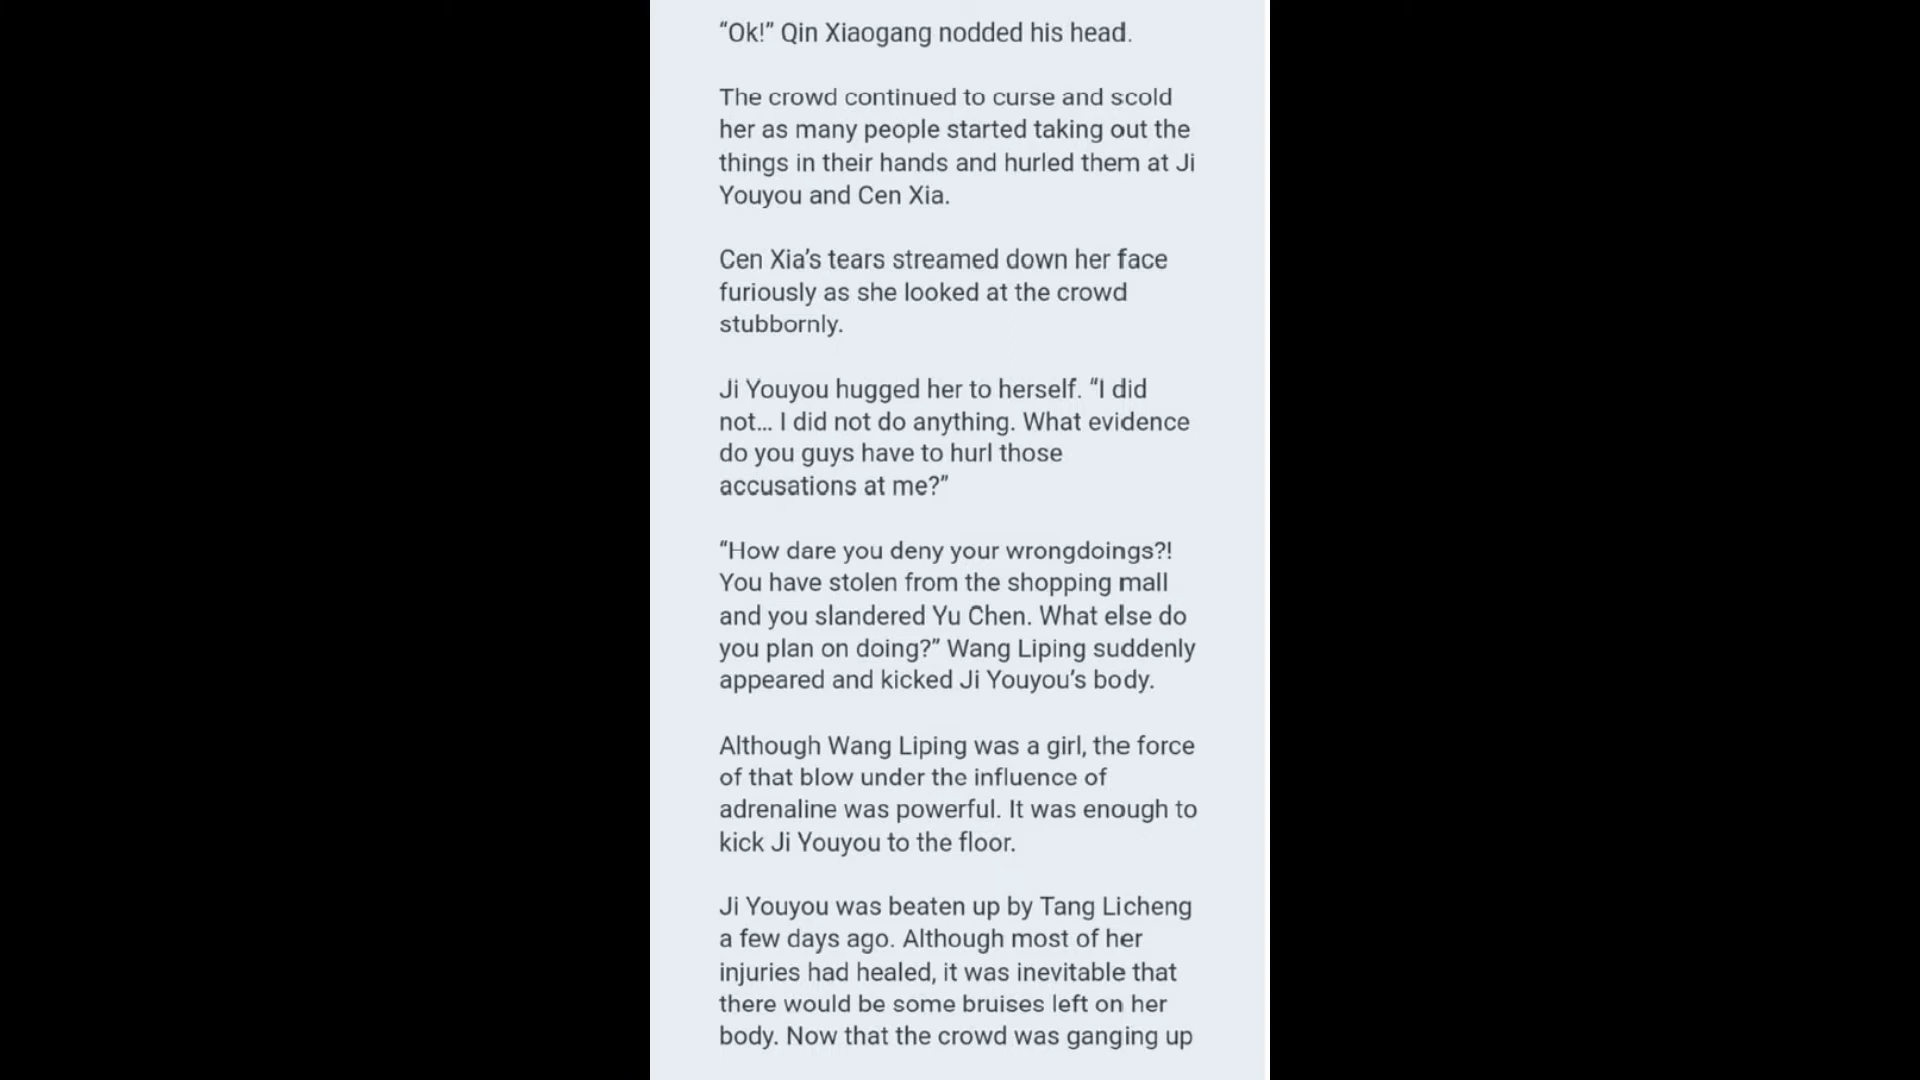 “Ok!” Qin Xiaogang nodded his head.
The crowd continued to curse and scold
her as many people started taking out the
things in their hands and hurled them at Ji
Youyou and Cen Xia.
Cen Xia’s tears streamed down her face
furiously as she looked at the crowd
stubbornly.
Ji Youyou hugged her to herself. “I did
not… I did not do anything. What evidence
do you guys have to hurl those
accusations at me?”
“How dare you deny your wrongdoings?!
You have stolen from the shopping mall
and you slandered Yu Chen. What else do
you plan on doing?” Wang Liping suddenly
appeared and kicked Ji Youyou’s body.
Although Wang Liping was a girl, the force
of that blow under the influence of
adrenaline was powerful. It was enough to
kick Ji Youyou to the floor.
Ji Youyou was beaten up by Tang Licheng
a few days ago. Although most of her
injuries had healed, it was inevitable that
there would be some bruises left on her
body. Now that the crowd was ganging up